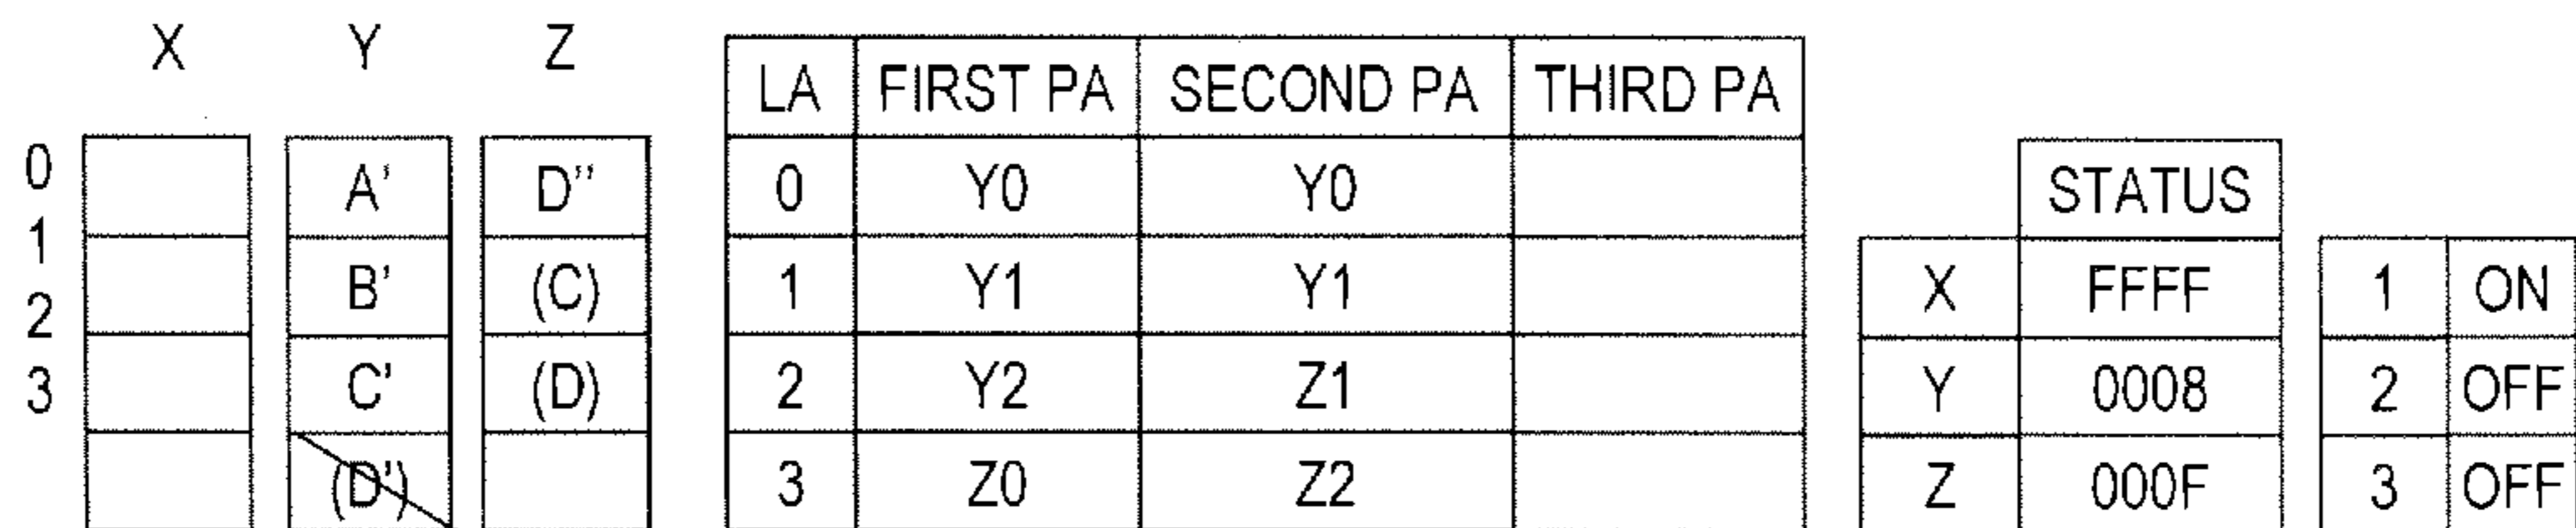 X Y Z
LA FIRST PA SECOND PA THIRD PA
0 A' D" 0 Y0 Y0 STATUS
1 B' (C) 1 Y1 Y1 X FFFF 1 ON
2 C' (D) 2 Y2 Z1 Y 0008 2 OFF
3 (D') 3 Z0 Z2 Z 000F 3 OFF